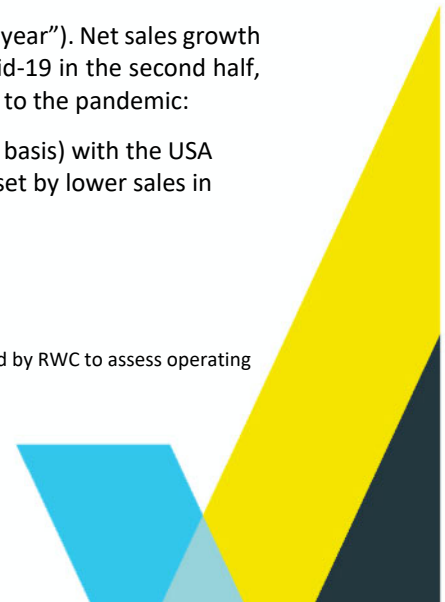 year”). Net sales growth
id-19 in the second half,
to the pandemic:
basis) with the USA
set by lower sales in
d by RWC to assess operating